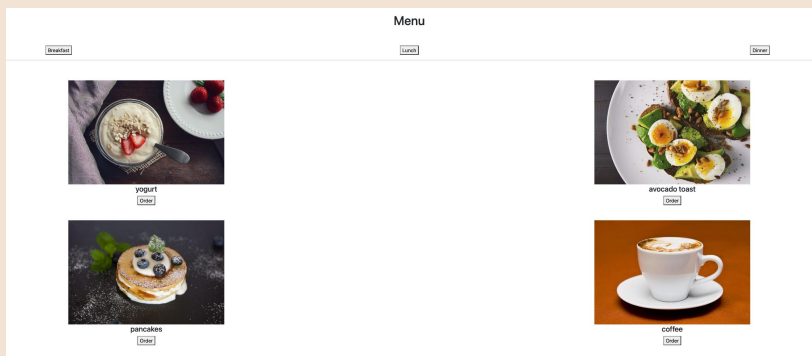 Menu
Breakfast
Lunch
Dinner
yogurt
Order
avocado toast
Order
pancakes
Order
coffee
Order